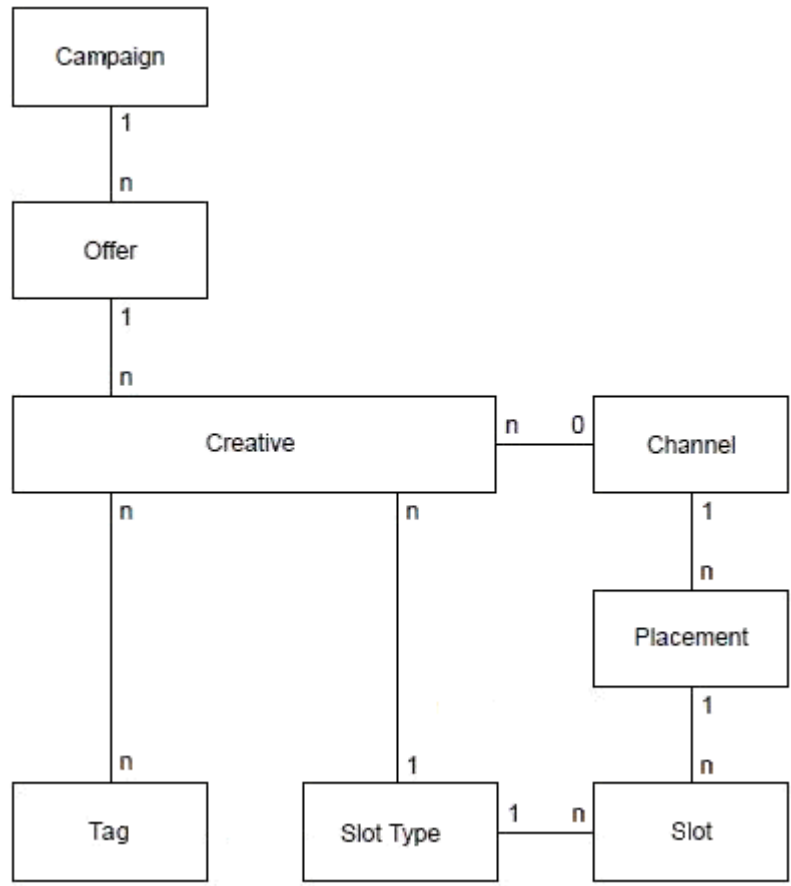 Campaign
1
n
Offer
1
n
Creative
n 0
Channel
n
n
1
n
Placement
1
n
1
n
Tag
Slot Type
1 n
Slot